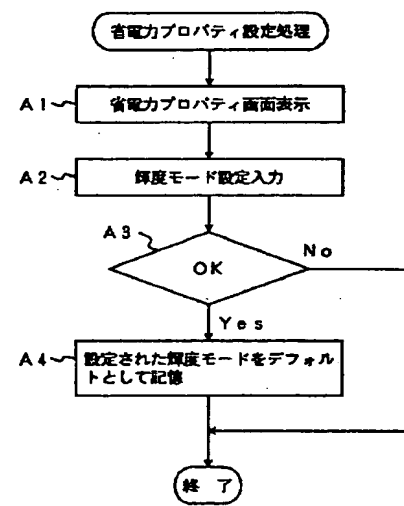 省電力プロパティ設定処理
A1
省電力プロパティ画面表示
A2
輝度モード設定入力
A3
OK
No
Yes
A4
設定された輝度モードをデフォル
トとして記憶
終 了